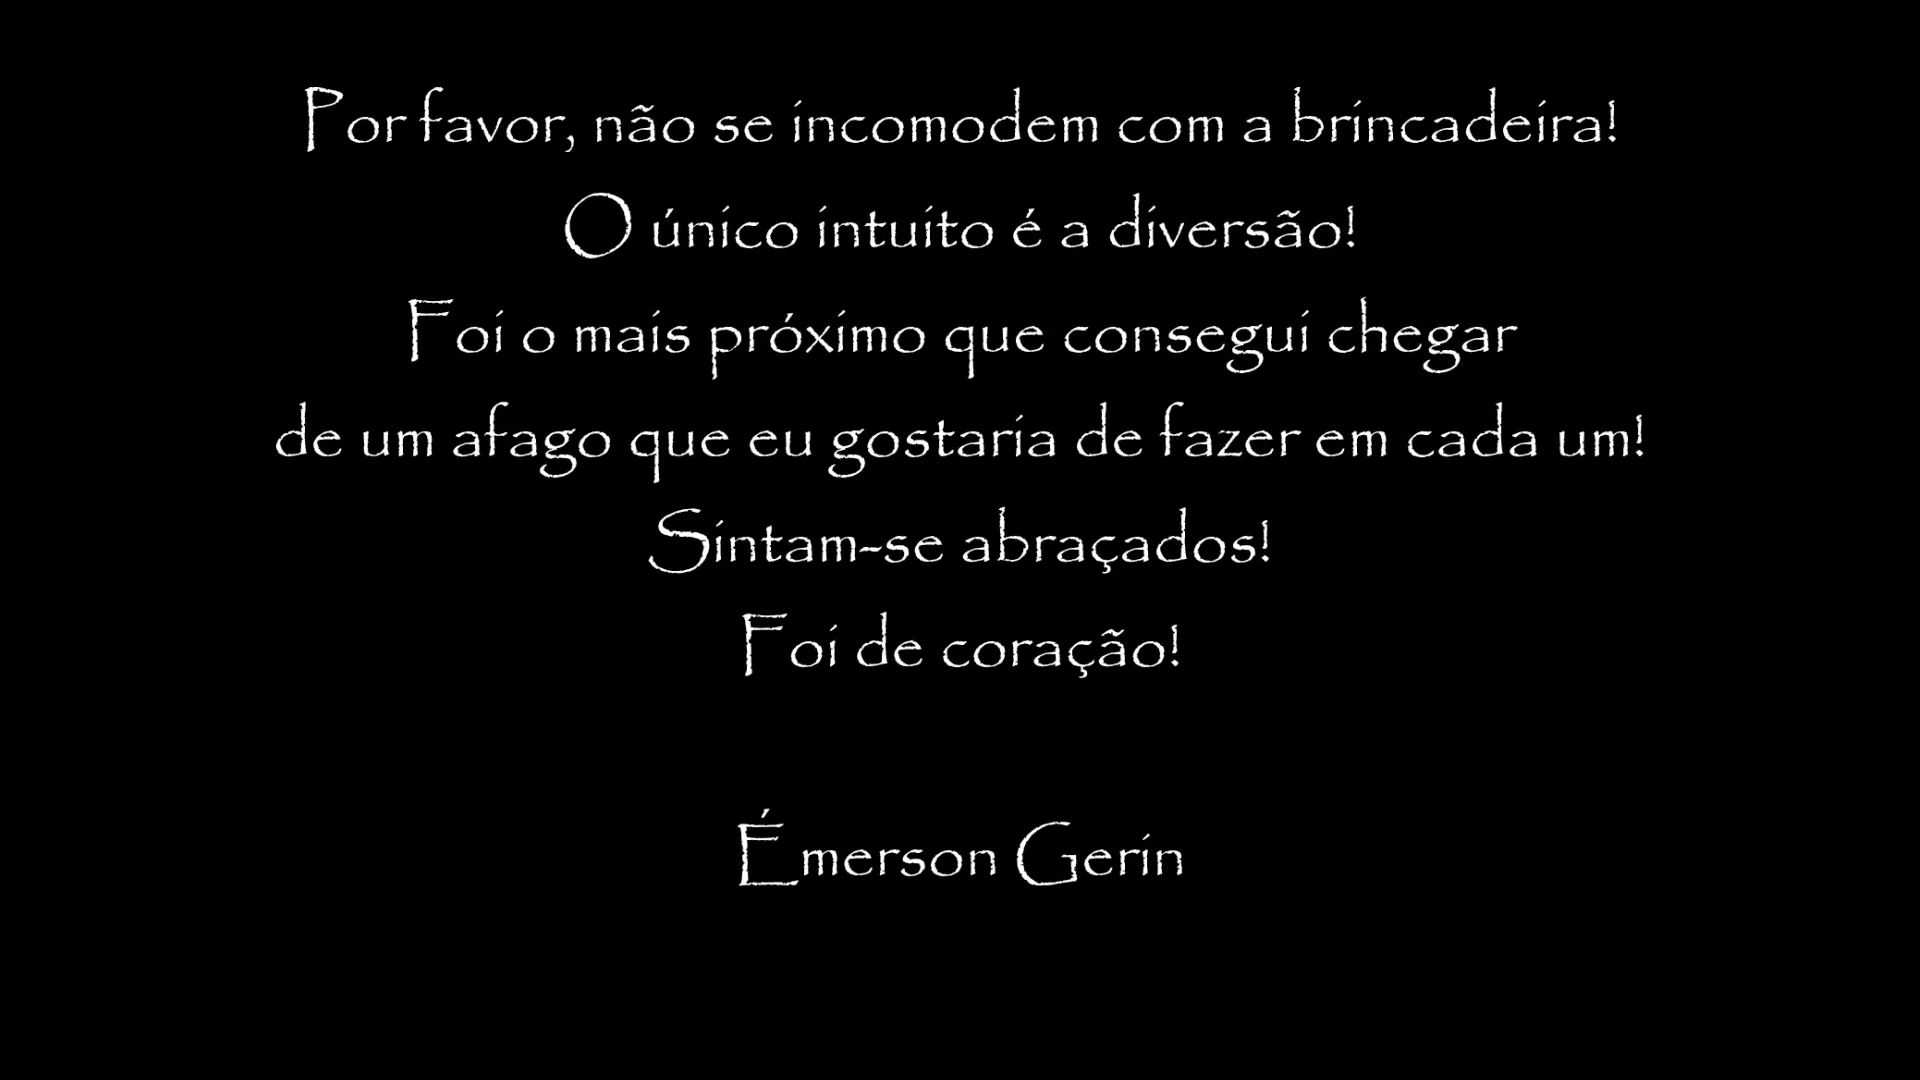 Por favor, não se incomodem com a brincadeira!
O único intuito é a diversão!
Foi o mais próximo que consegui chegar
de um afago que eu gostaria de fazer em cada um!
Sintam-se abraçados!
Foi de coração!
Émerson Gerin